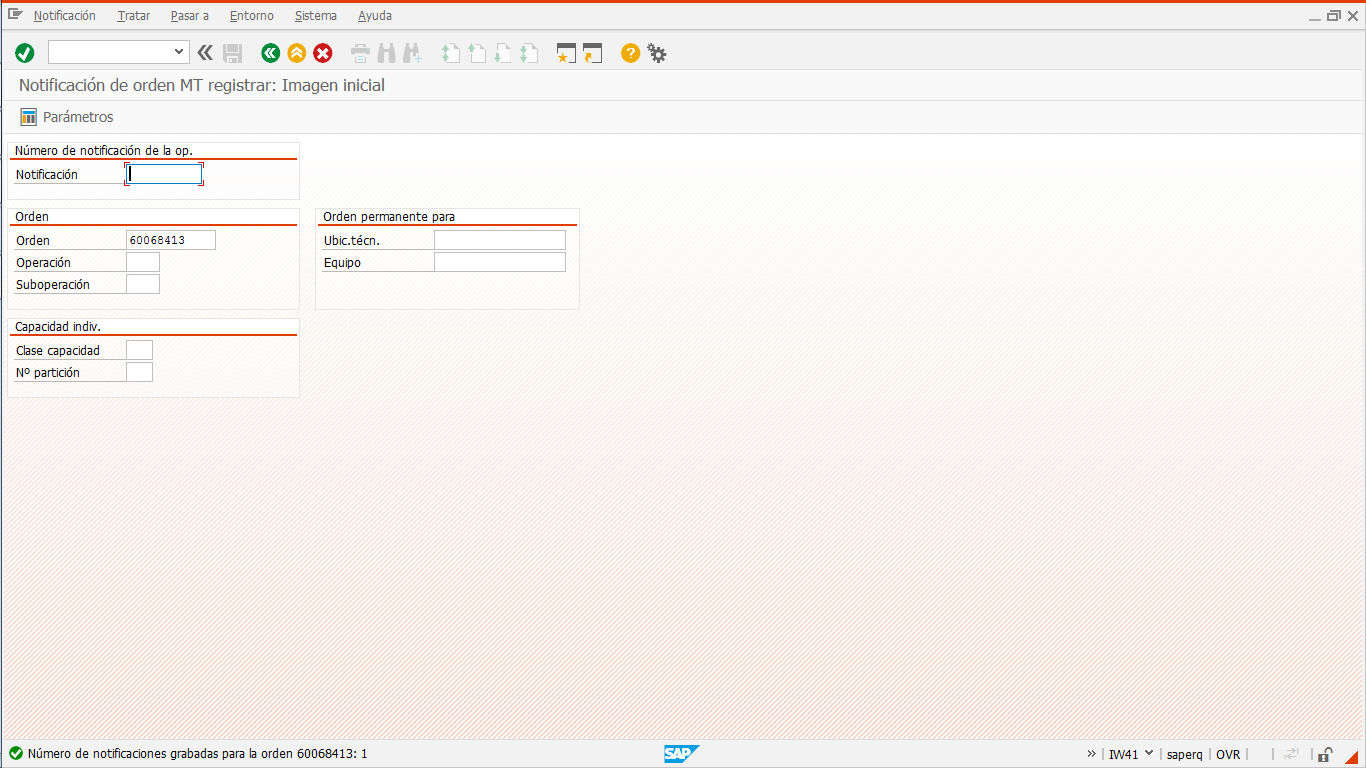 Notificación Tratar Pasar a Entorno Sistema Ayuda
Notificación de orden MT registrar: Imagen inicial
Parámetros
Número de notificación de la op.
Notificación
Orden
Orden 60068413
Operación
Suboperación
Orden permanente para
Ubic.técn.
Equipo
Capacidad indiv.
Clase capacidad
Nº partición
Número de notificaciones grabadas para la orden 60068413: 1
SAP
IW41
saperq
OVR